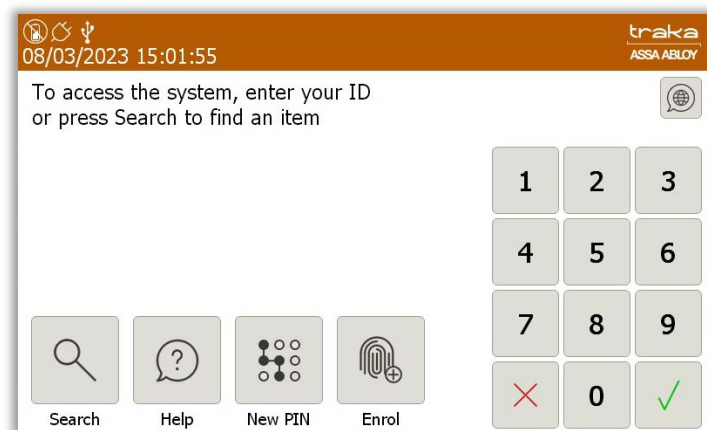 traka
08/03/2023 15:01:55
ASSA ABLOY
To access the system, enter your ID
or press Search to find an item
1 2 3
4 5 6
7 8 9
0
?
Search Help New PIN Enrol